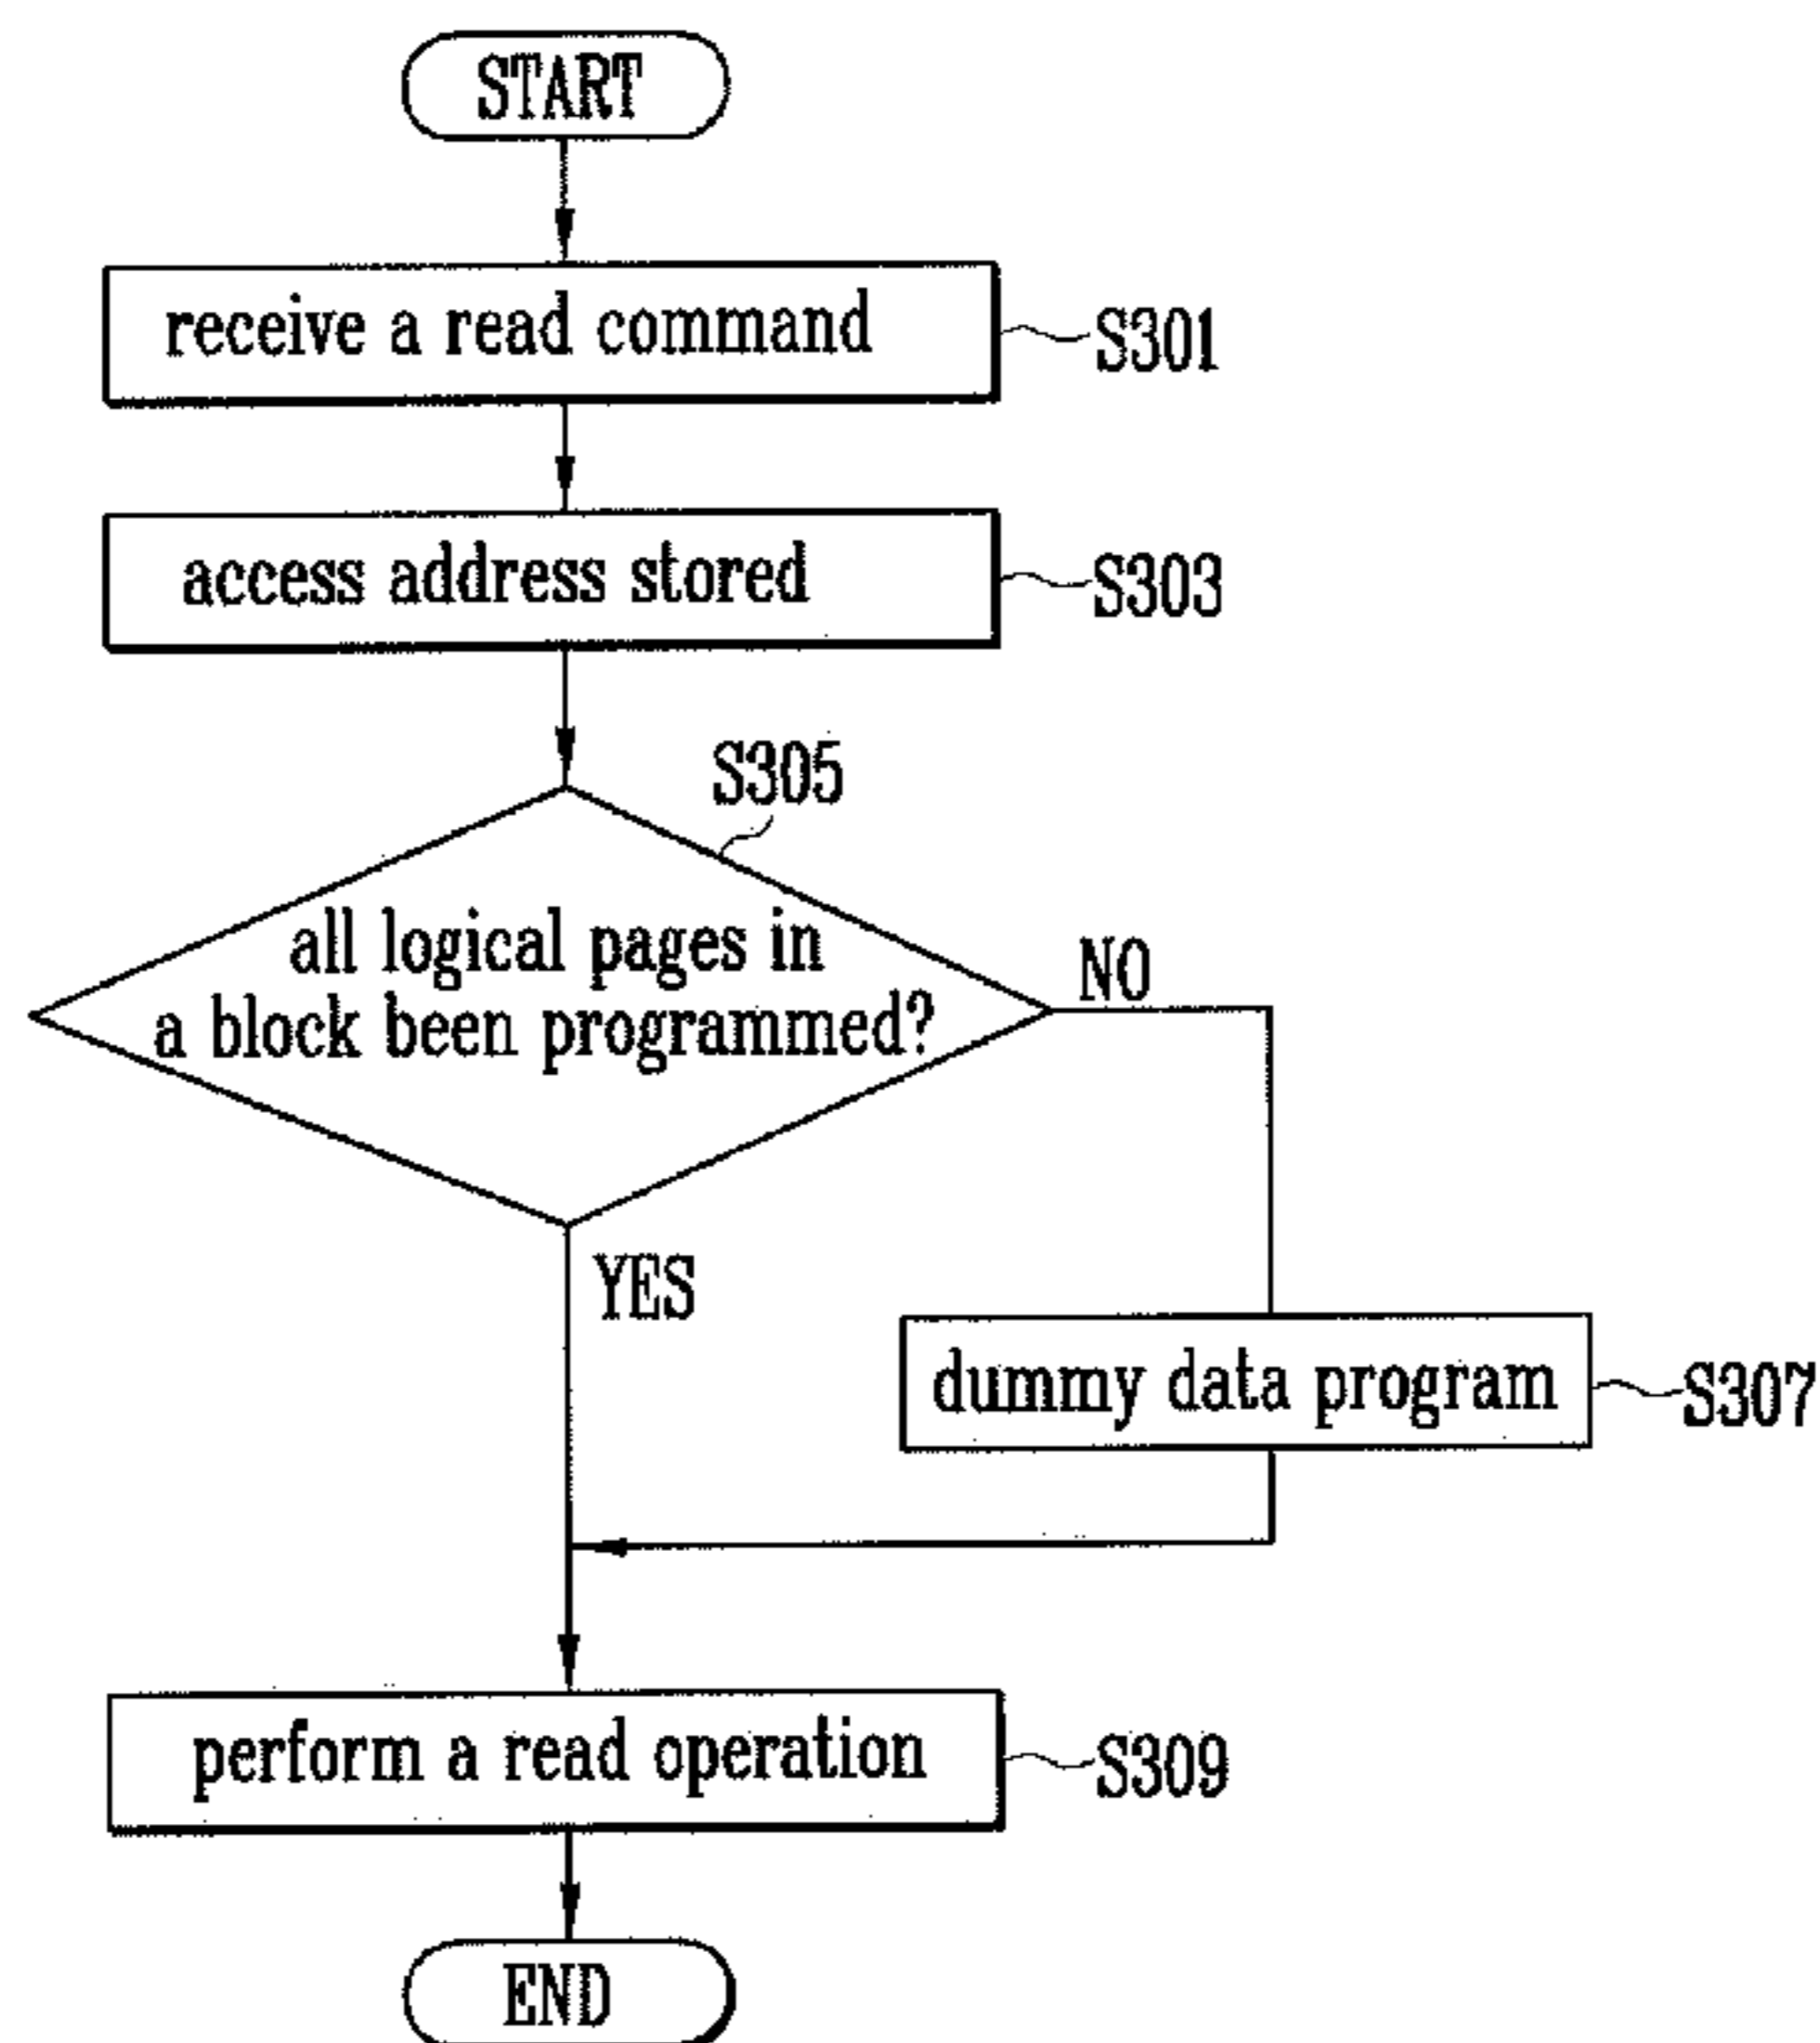 START
receive a read command
S301
access address stored
S303
S305
all logical pages in
a block been programmed?
NO
YES
dummy data program
S307
perform a read operation
S309
END